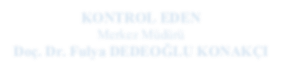 KONTROL EDEN
Merkez Müdürü
Doç. Dr. Fulya DEDEOĞLU KONAKÇI